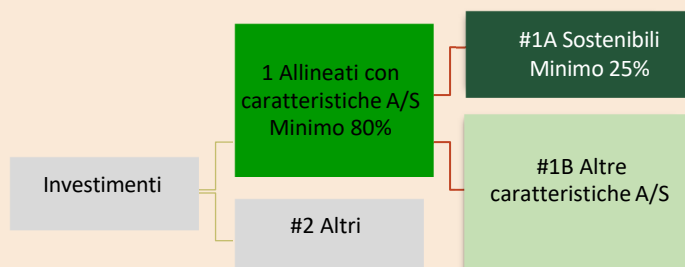 Investimenti
1 Allineati con
caratteristiche A/S
Minimo 80%
#2 Altri
#1A Sostenibili
Minimo 25%
#1B Altre
caratteristiche A/S